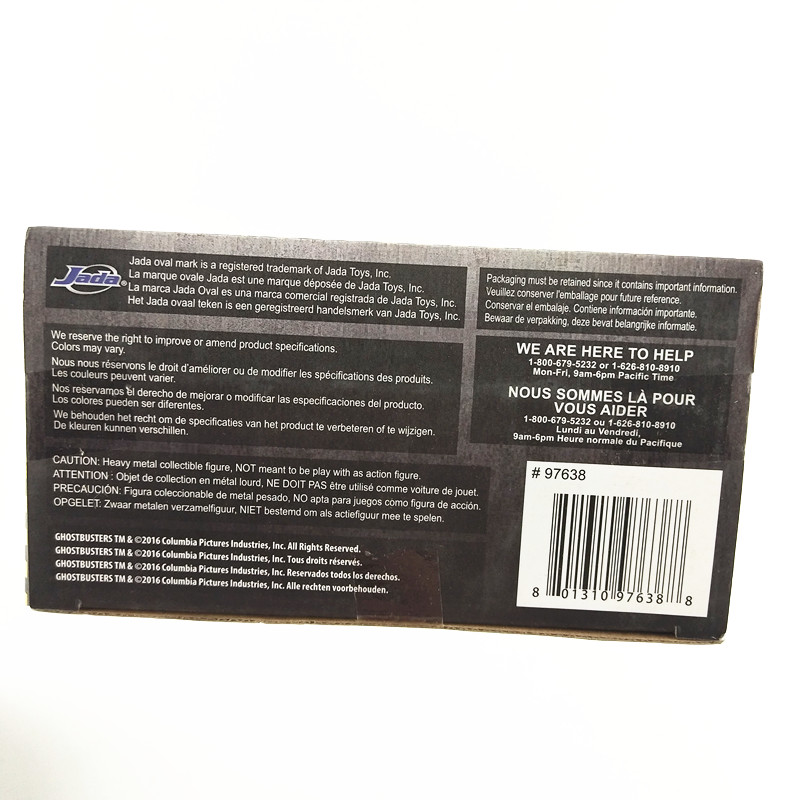 Jada®
Jada oval mark is a registered trademark of Jada Toys, Inc.
La marque ovale Jada est une marque déposée de Jada Toys, Inc.
La marca Jada Oval es una marca comercial registrada de Jada Toys, Inc.
Het Jada ovaal teken is een geregistreerd handelsmerk van Jada Toys, Inc.
We reserve the right to improve or amend product specifications.
Colors may vary.
Nous nous réservons le droit d'améliorer ou de modifier les spécifications des produits.
Les couleurs peuvent varier.
Nos reservamps el derecho de mejorar o modificar las especificaciones del producto.
Los colores pueden ser diferentes.
We behouden het recht om de specificaties van het product te verbeteren of te wijzigen.
De kleuren kunnen verschillen.
CAUTION: Heavy metal collectible figure, NOT meant to be play with as action figure.
ATTENTION : Objet de collection en métal lourd, NE DOIT PAS être utilisé comme voiture de jouet.
PRECAUCIÓN: Figura coleccionable de metal pesado, NO apta para juegos como figura de acción.
OPGELET: Zwaar metalen verzamelfiguur, NIET bestemd om als actiefiguur mee te spelen.
GHOSTBUSTERS TM & ©2016 Columbia Pictures Industries, Inc. All Rights Reserved.
GHOSTBUSTERS TM & ©2016 Columbia Pictures Industries, Inc. Tous droits réservés.
GHOSTBUSTERS TM & ©2016 Columbia Pictures Industries, Inc. Reservados todos los derechos.
GHOSTBUSTERS TM & ©2016 Columbia Pictures Industries, Inc. Alle rechten voorbehouden.
Packaging must be retained since it contains important information.
Veuillez conserver l'emballage pour future reference.
Conservar el embalaje. Contiene información importante.
Bewaar de verpakking, deze bevat belangrijke informatie.
WE ARE HERE TO HELP
1-800-679-5232 or 1-626-810-8910
Mon-Fri, 9am-6pm Pacific Time
NOUS SOMMES LÀ POUR
VOUS AIDER
1-800-679-5232 ou 1-626-810-8910
Lundi au Vendredi,
9am-6pm Heure normale du Pacifique
# 97638
8 01310 97638 8